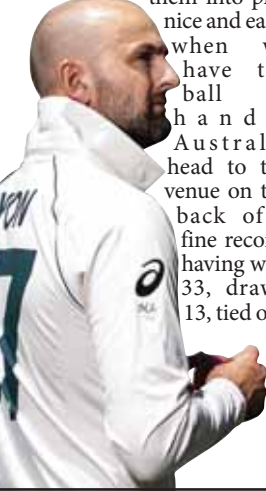 them into pl
nice and ea
when w
have t
ball
hand
Austral
head to t
venue on t
back of
fine recor
having w
33, draw
13, tied o
YON
7